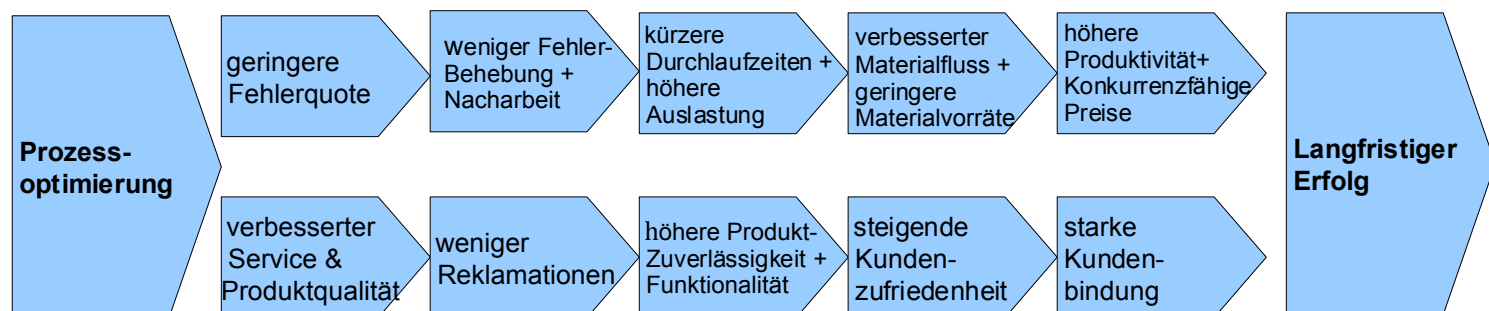 Prozess-
optimierung
geringere
Fehlerquote
weniger Fehler-
Behebung +
Nacharbeit
kürzere
Durchlaufzeiten +
höhere
Auslastung
verbesserter
Materialfluss +
geringere
Materialvorräte
höhere
Produktivität+
Konkurrenzfähige
Preise
verbesserter
Service &
Produktqualität
weniger
Reklamationen
höhere Produkt-
Zuverlässigkeit +
Funktionalität
steigende
Kunden-
zufriedenheit
starke
Kunden-
bindung
Langfristiger
Erfolg